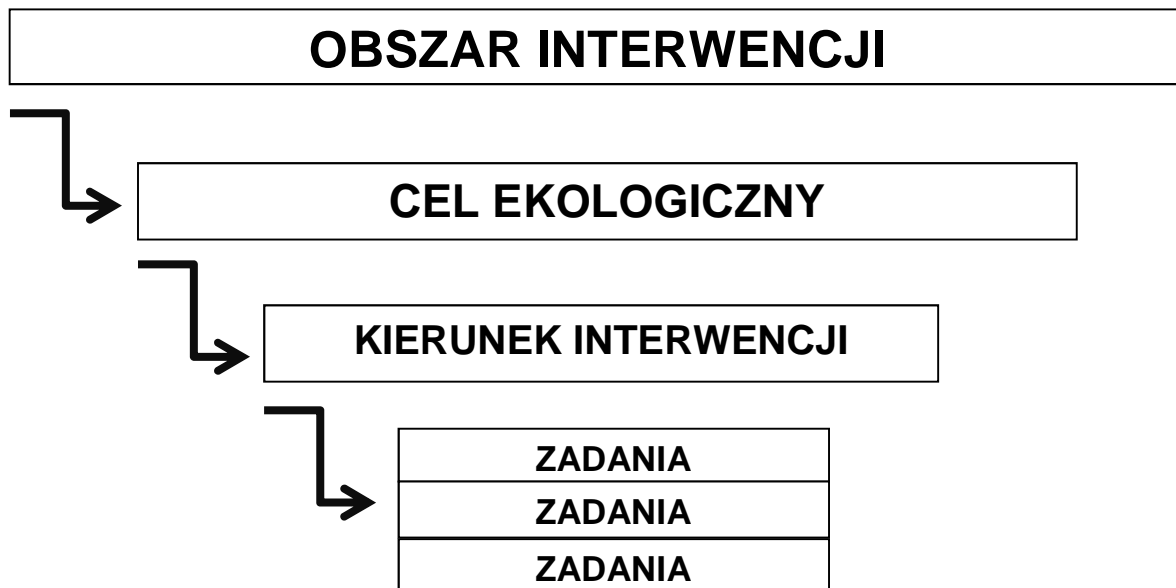 OBSZAR INTERWENCJI
CEL EKOLOGICZNY
KIERUNEK INTERWENCJI
ZADANIA
ZADANIA
ZADANIA